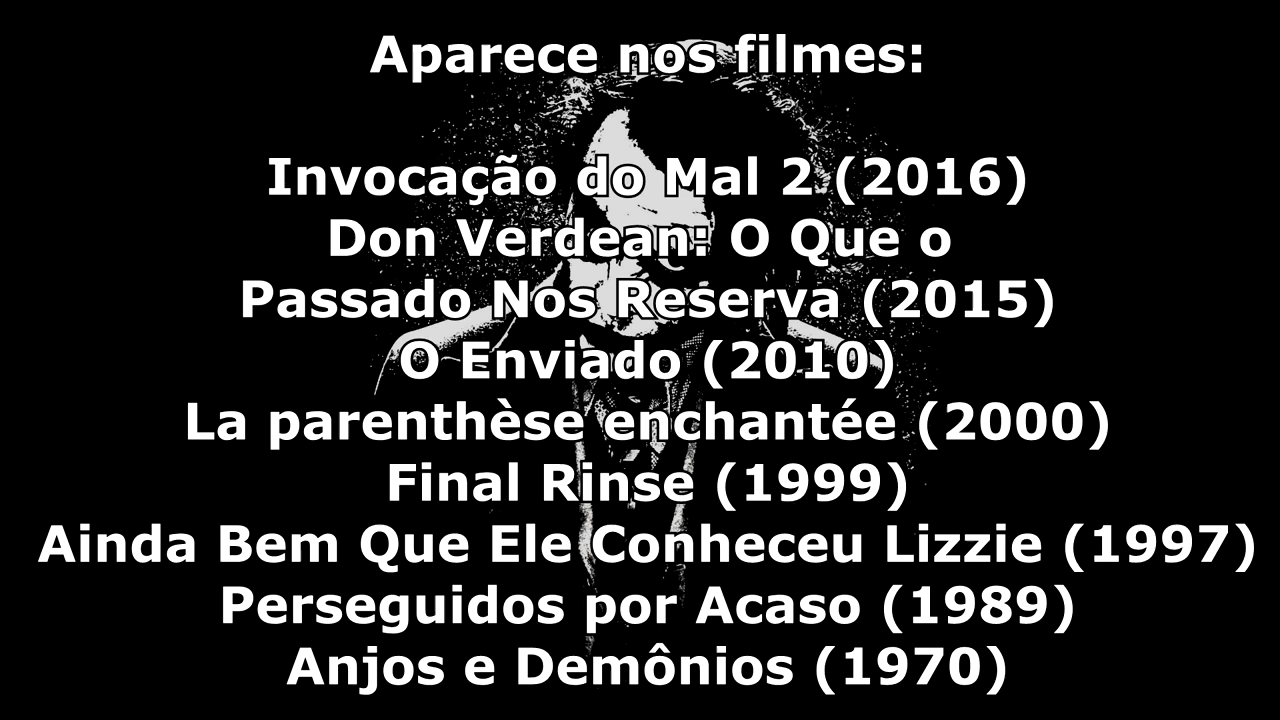 Aparece nos filmes:
Invocação do Mal 2 (2016)
Don Verdean: O Que o
Passado Nos Reserva (2015)
O Enviado (2010)
La parenthèse enchantée (2000)
Final Rinse (1999)
Ainda Bem Que Ele Conheceu Lizzie (1997)
Perseguidos por Acaso (1989)
Anjos e Demônios (1970)